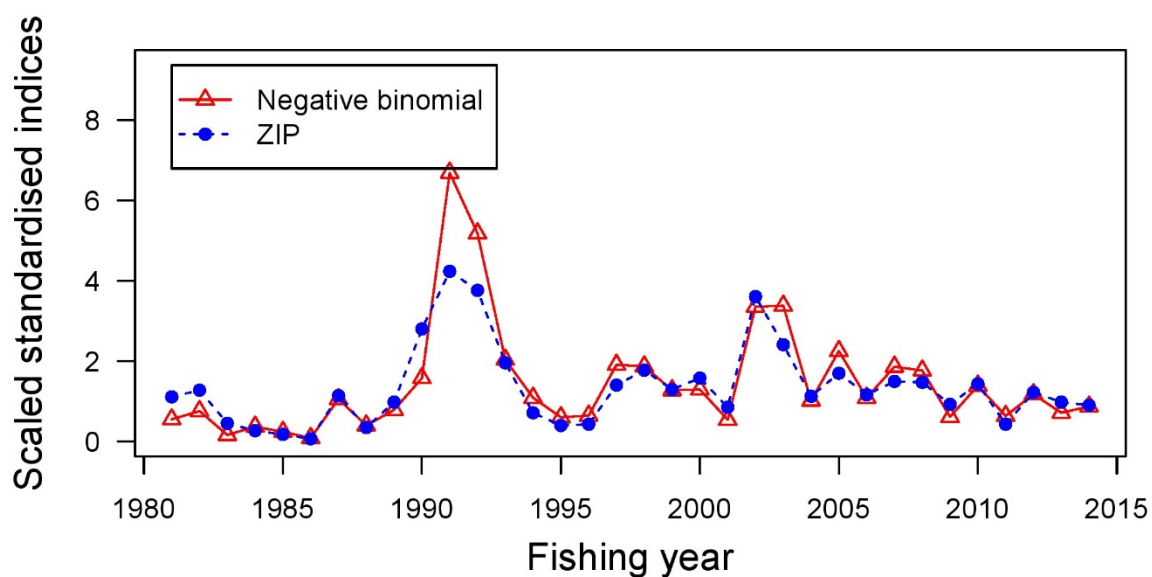 Scaled standardised indices
Negative binomial
ZIP
8
6
4
2
0
1980 1985 1990 1995 2000 2005 2010 2015
Fishing year